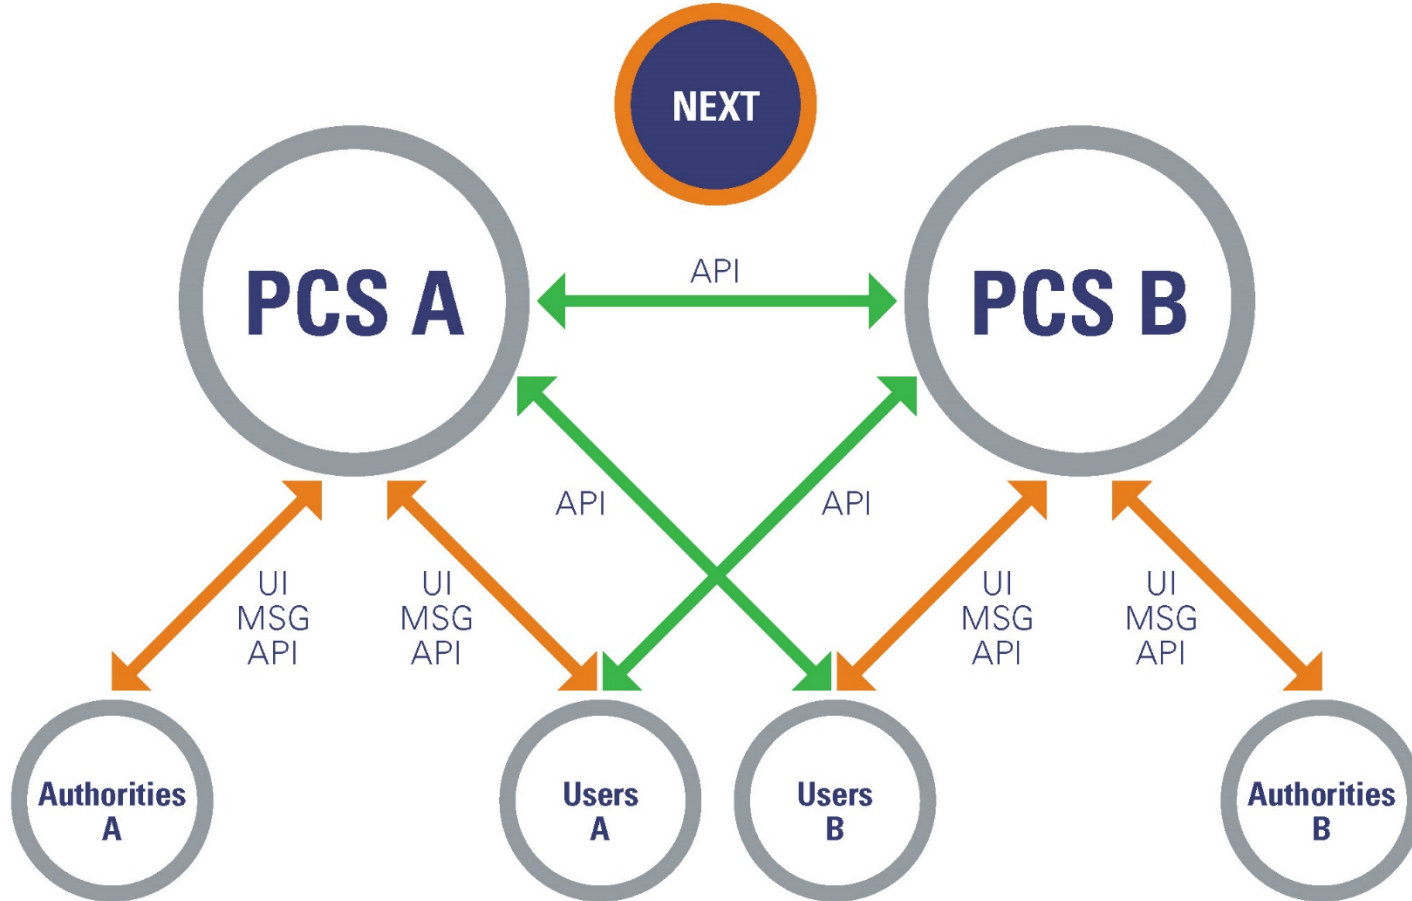 NEXT
PCS A
API
PCS B
API
API
UI
MSG
API
UI
MSG
API
UI
MSG
API
UI
MSG
API
Authorities
A
Users
A
Users
B
Authorities
B